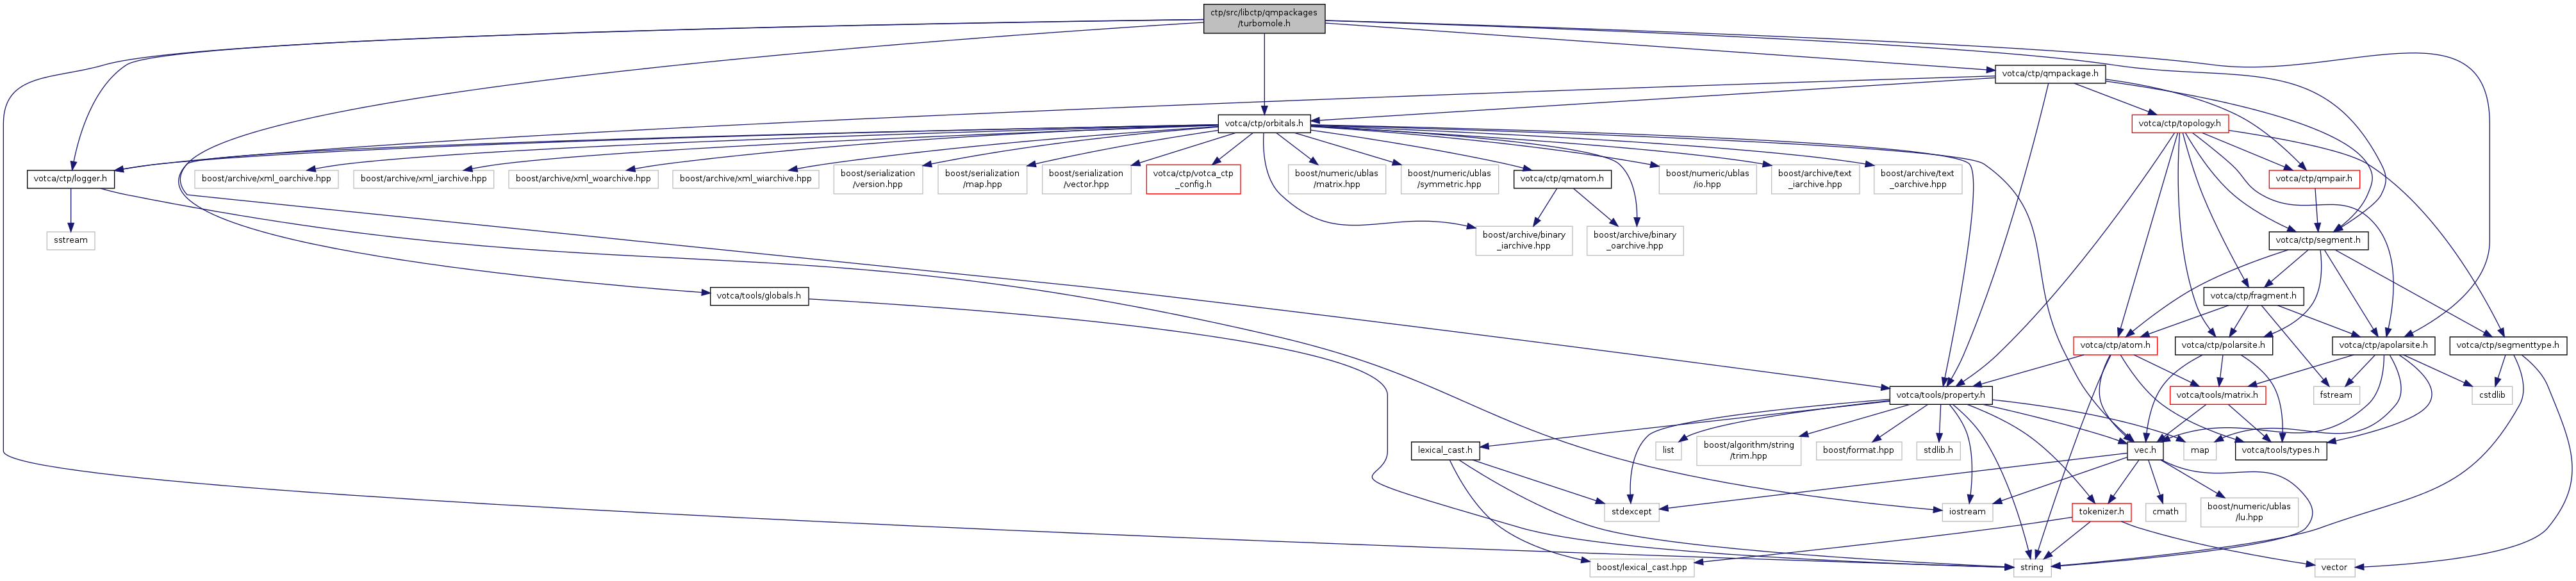 ctp/src/libctp/qmpackages
/turbomole.h
votca/ctp/qmpackage.h
votca/ctp/orbitals.h
votca/ctp/topology.h
votca/ctp/logger.h
boost/archive/xml_oarchive.hpp
boost/archive/xml_iarchive.hpp
boost/archive/xml_woarchive.hpp
boost/archive/xml_wiarchive.hpp
boost/serialization
/version.hpp
boost/serialization
/map.hpp
boost/serialization
/vector.hpp
votca/ctp/votca_ctp
_config.h
boost/numeric/ublas
/matrix.hpp
boost/numeric/ublas
/symmetric.hpp
votca/ctp/qmatom.h
boost/numeric/ublas
/io.hpp
boost/archive/text
_iarchive.hpp
boost/archive/text
_oarchive.hpp
votca/ctp/qmpair.h
sstream
boost/archive/binary
_iarchive.hpp
boost/archive/binary
_oarchive.hpp
votca/ctp/segment.h
votca/tools/globals.h
votca/ctp/fragment.h
votca/ctp/atom.h
votca/ctp/polarsite.h
votca/ctp/apolarsite.h
votca/ctp/segmenttype.h
votca/tools/property.h
votca/tools/matrix.h
fstream
cstdlib
lexical_cast.h
list
boost/algorithm/string
/trim.hpp
boost/format.hpp
stdlib.h
vec.h
map
votca/tools/types.h
stdexcept
iostream
tokenizer.h
cmath
boost/numeric/ublas
/lu.hpp
boost/lexical_cast.hpp
string
vector